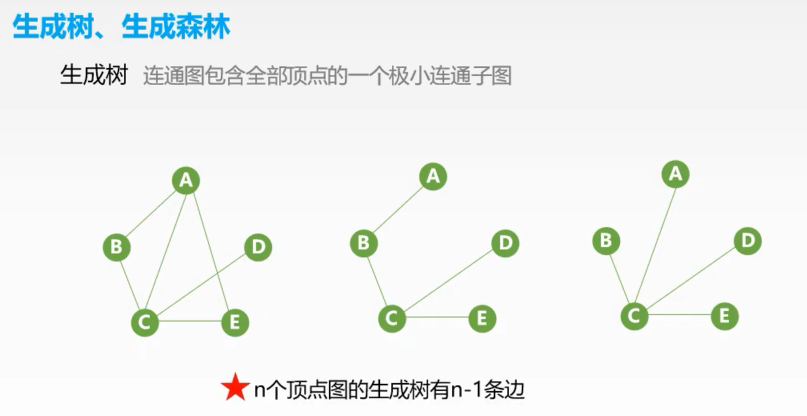 生成树、生成森林
生成树 连通图包含全部顶点的一个极小连通子图
A A A
B D B D B D
C E C E C E
n个顶点图的生成树有n-1条边